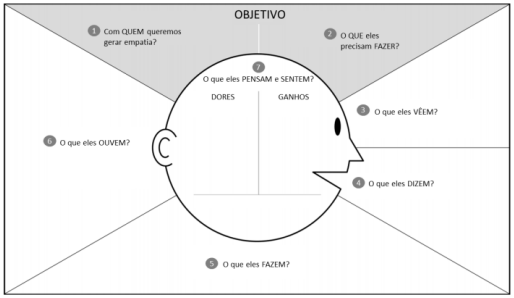 OBJETIVO
1 Com QUEM queremos
gerar empatia?
2 O QUE eles
precisam FAZER?
7
O que eles PENSAM e SENTEM?
DORES
GANHOS
3 O que eles VÊEM?
6 O que eles OUVEM?
4 O que eles DIZEM?
5 O que eles FAZEM?